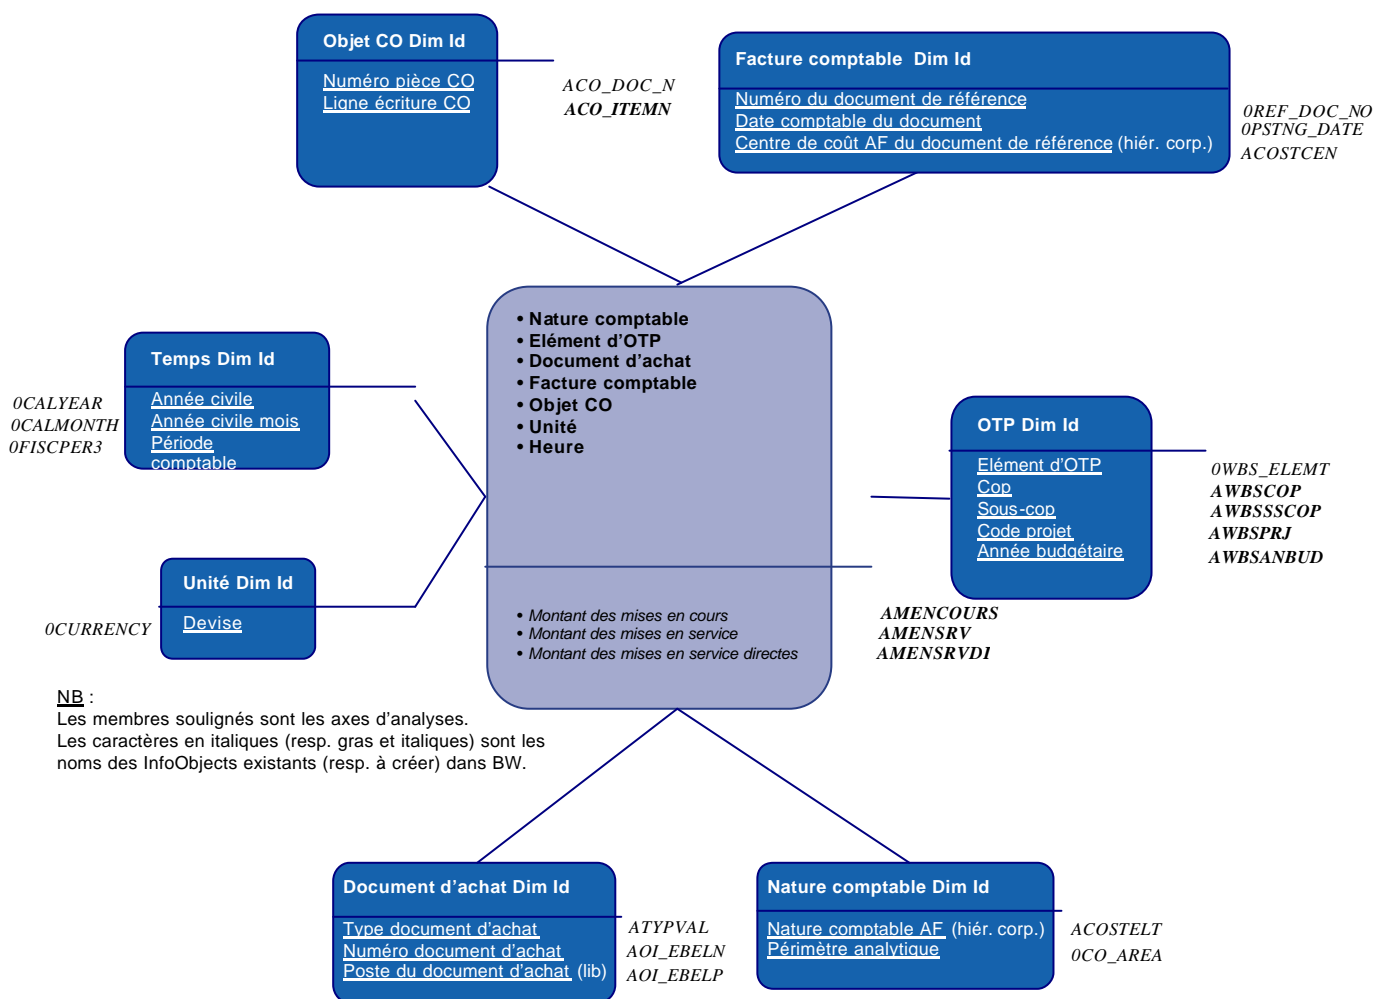 Objet CO Dim Id
Numéro pièce CO
Ligne écriture CO
ACO_DOC_N
ACO_ITEMN
Facture comptable Dim Id
Numéro du document de référence
Date comptable du document
Centre de coût AF du document de référence (hiér. corp.)
0REF_DOC_NO
0PSTNG_DATE
ACOSTCEN
Temps Dim Id
Année civile
Année civile mois
Période
comptable
0CALYEAR
0CALMONTH
0FISCPER3
• Nature comptable
• Elément d'OTP
• Document d'achat
• Facture comptable
• Objet CO
• Unité
• Heure
OTP Dim Id
Elément d'OTP
Cop
Sous-cop
Code projet
Année budgétaire
0WBS_ELEMT
AWBSCOP
AWBSSSCOP
AWBSPRJ
AWBSANBUD
Unité Dim Id
Devise
0CURRENCY
• Montant des mises en cours
• Montant des mises en service
• Montant des mises en service directes
AMENCOURS
AMENSRV
AMENSRVDI
NB :
Les membres soulignés sont les axes d'analyses.
Les caractères en italiques (resp. gras et italiques) sont les
noms des InfoObjects existants (resp. à créer) dans BW.
Document d'achat Dim Id
Type document d'achat
Numéro document d'achat
Poste du document d'achat (lib)
ATYPVAL
AOI_EBELN
AOI_EBELP
Nature comptable Dim Id
Nature comptable AF (hiér. corp.)
Périmètre analytique
ACOSTELT
0CO_AREA